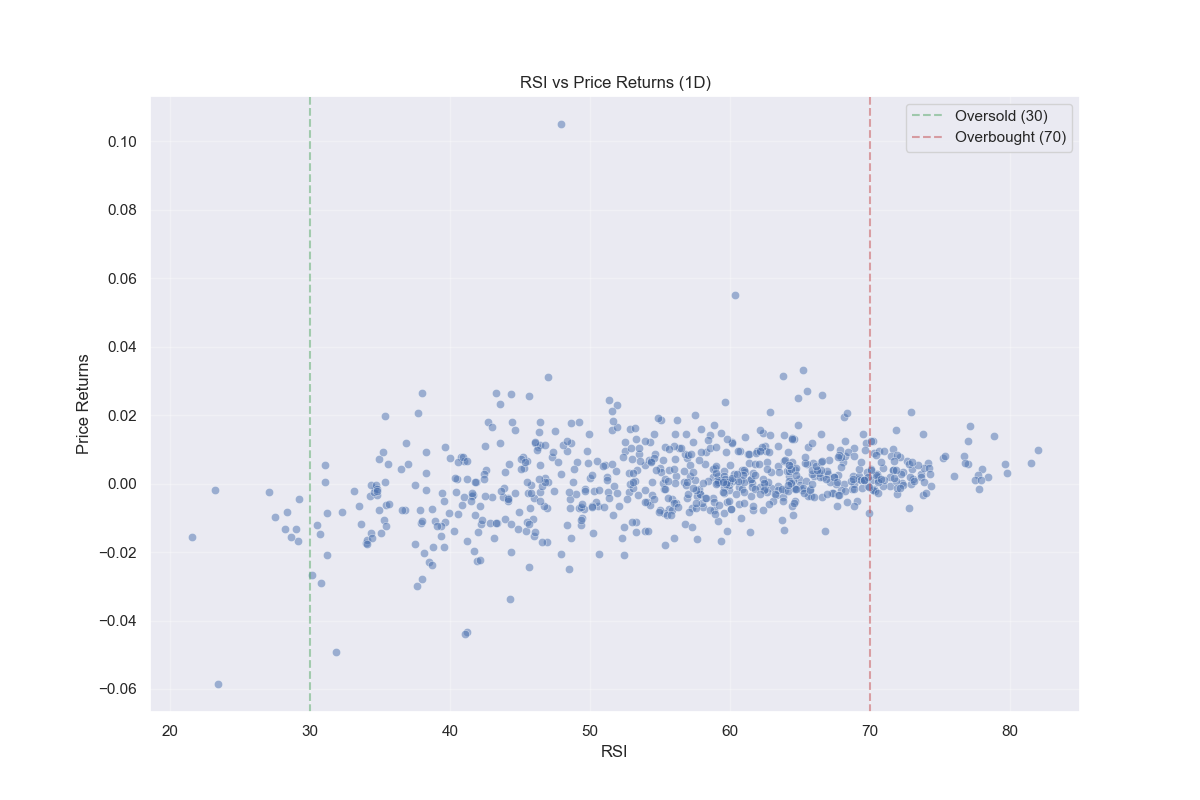 RSI vs Price Returns (1D)
Oversold (30)
Overbought (70)
Price Returns
0.10
0.08
0.06
0.04
0.02
0.00
−0.02
−0.04
−0.06
20 30 40 50 60 70 80
RSI